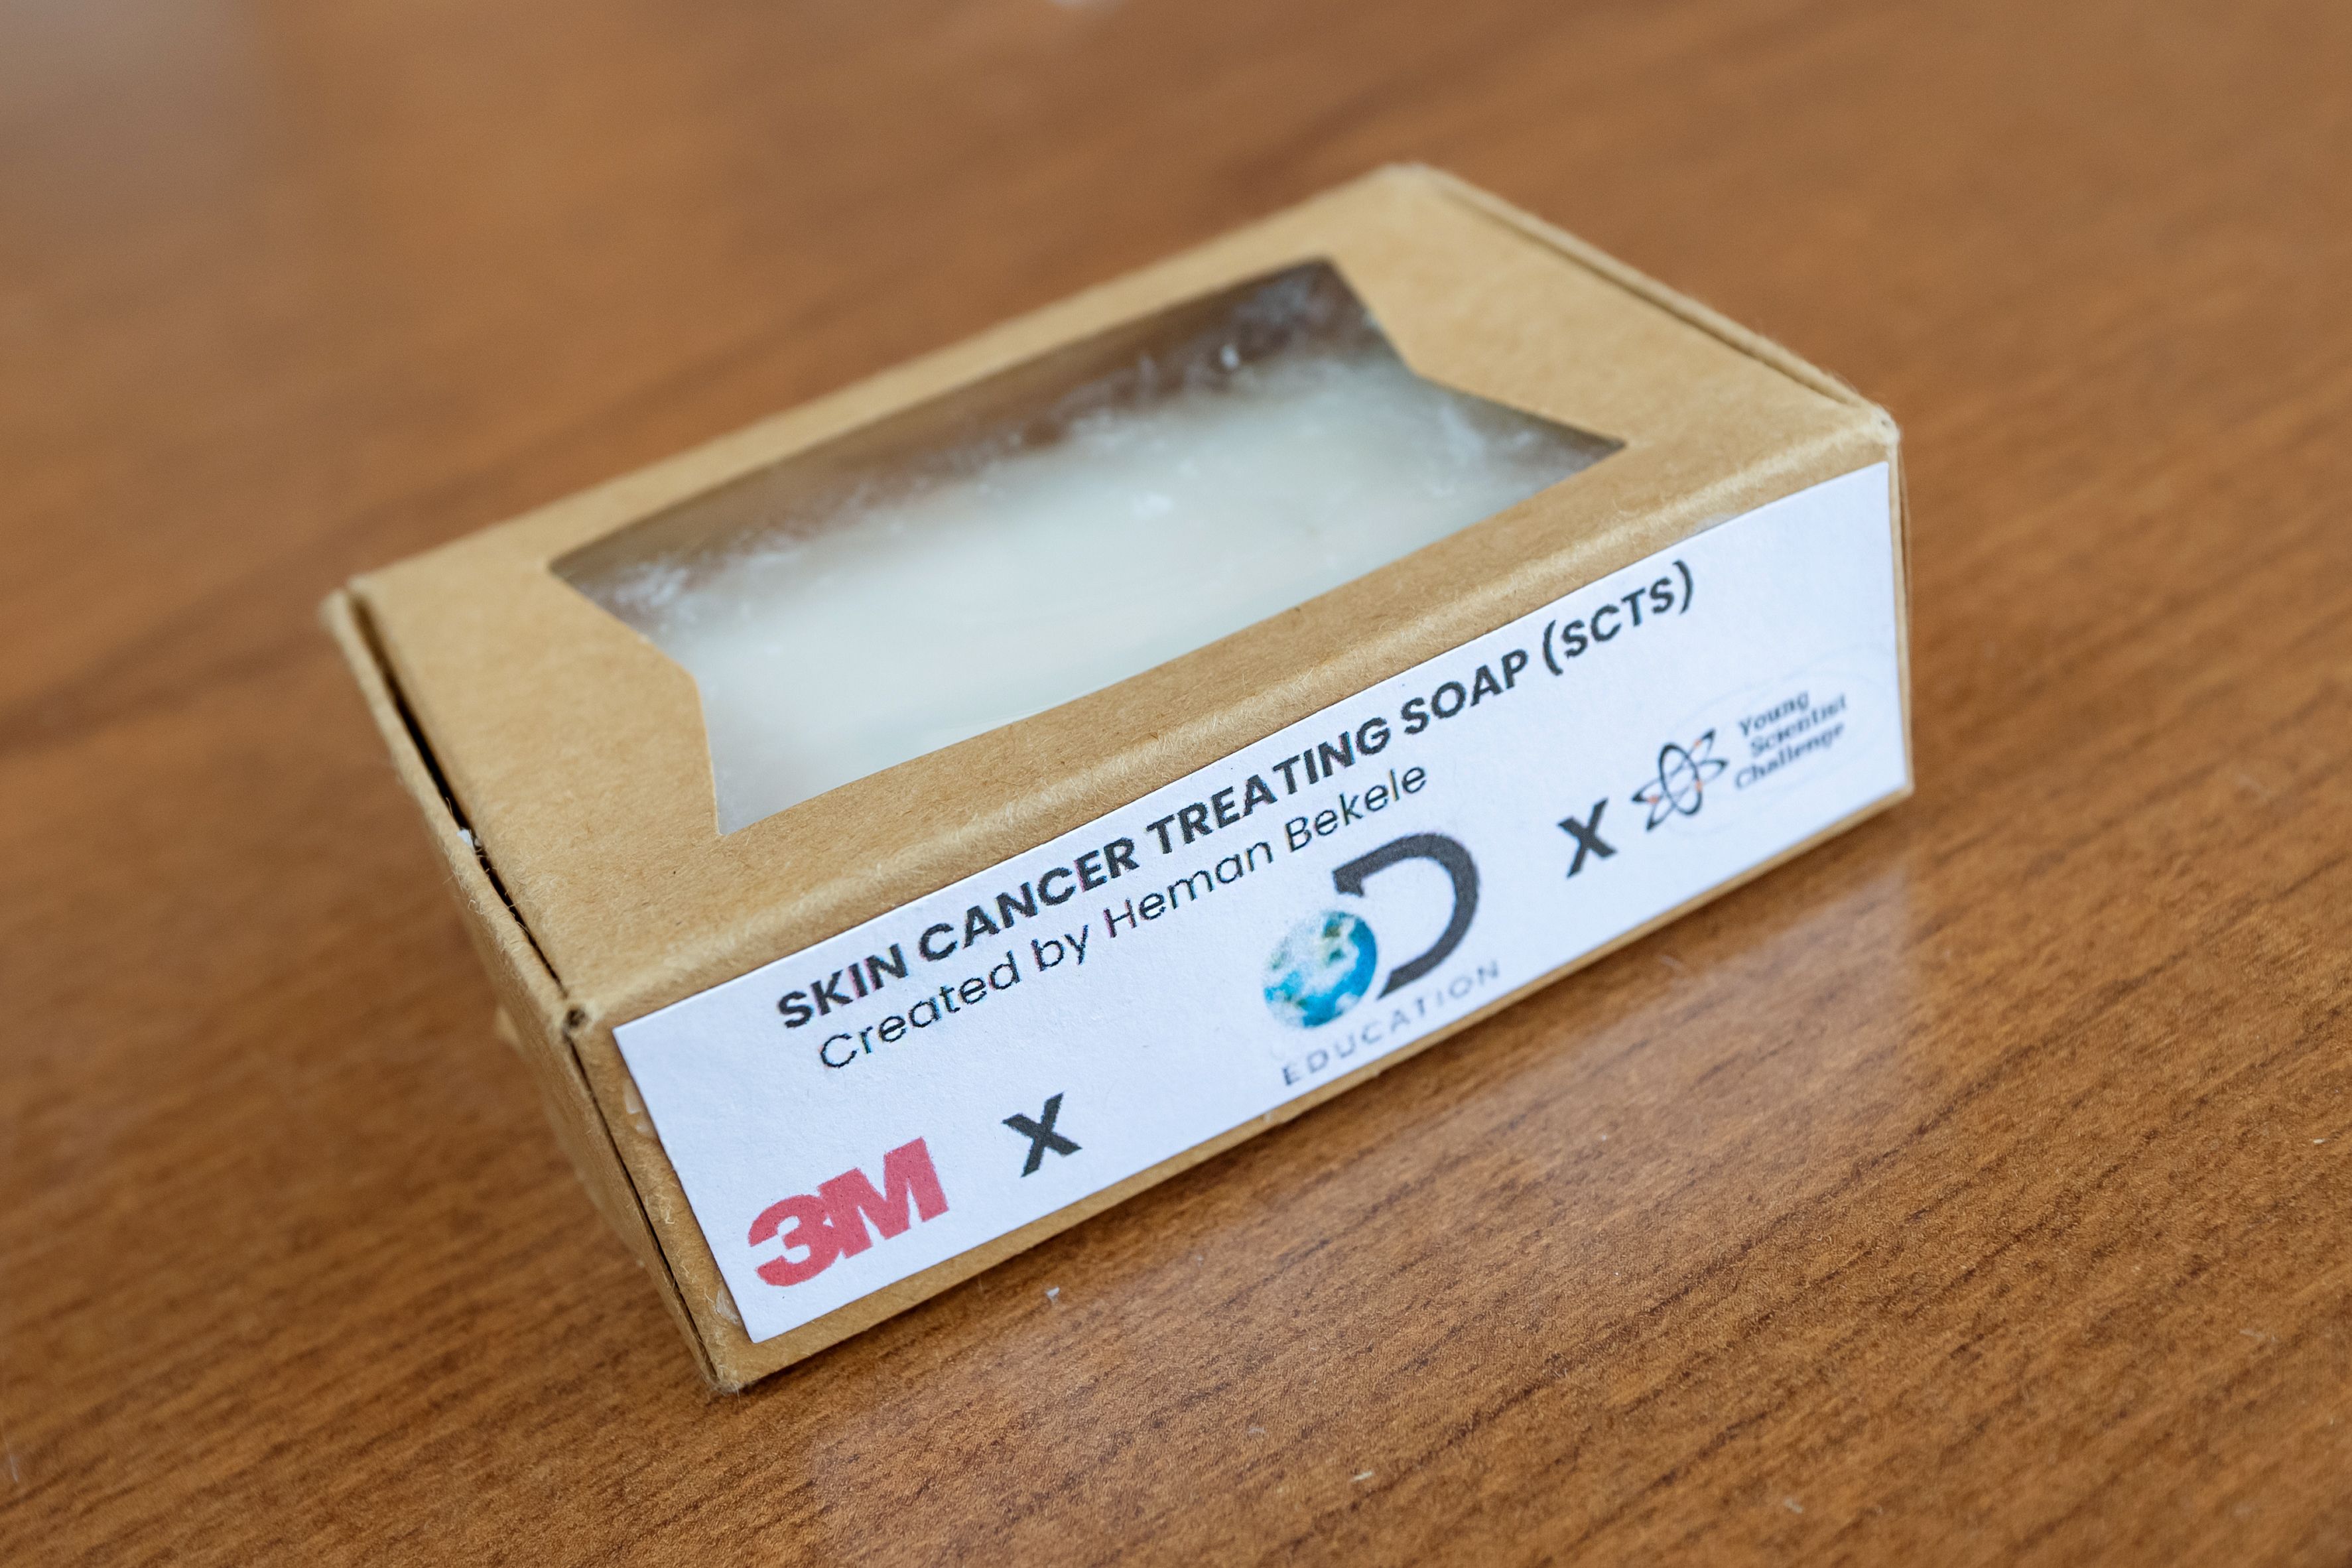 SKIN CANCER TREATING SOAP (SCTS)
Created by Heman Bekele
3M X
EDUCATION
X
Young
Scientist
Challenge